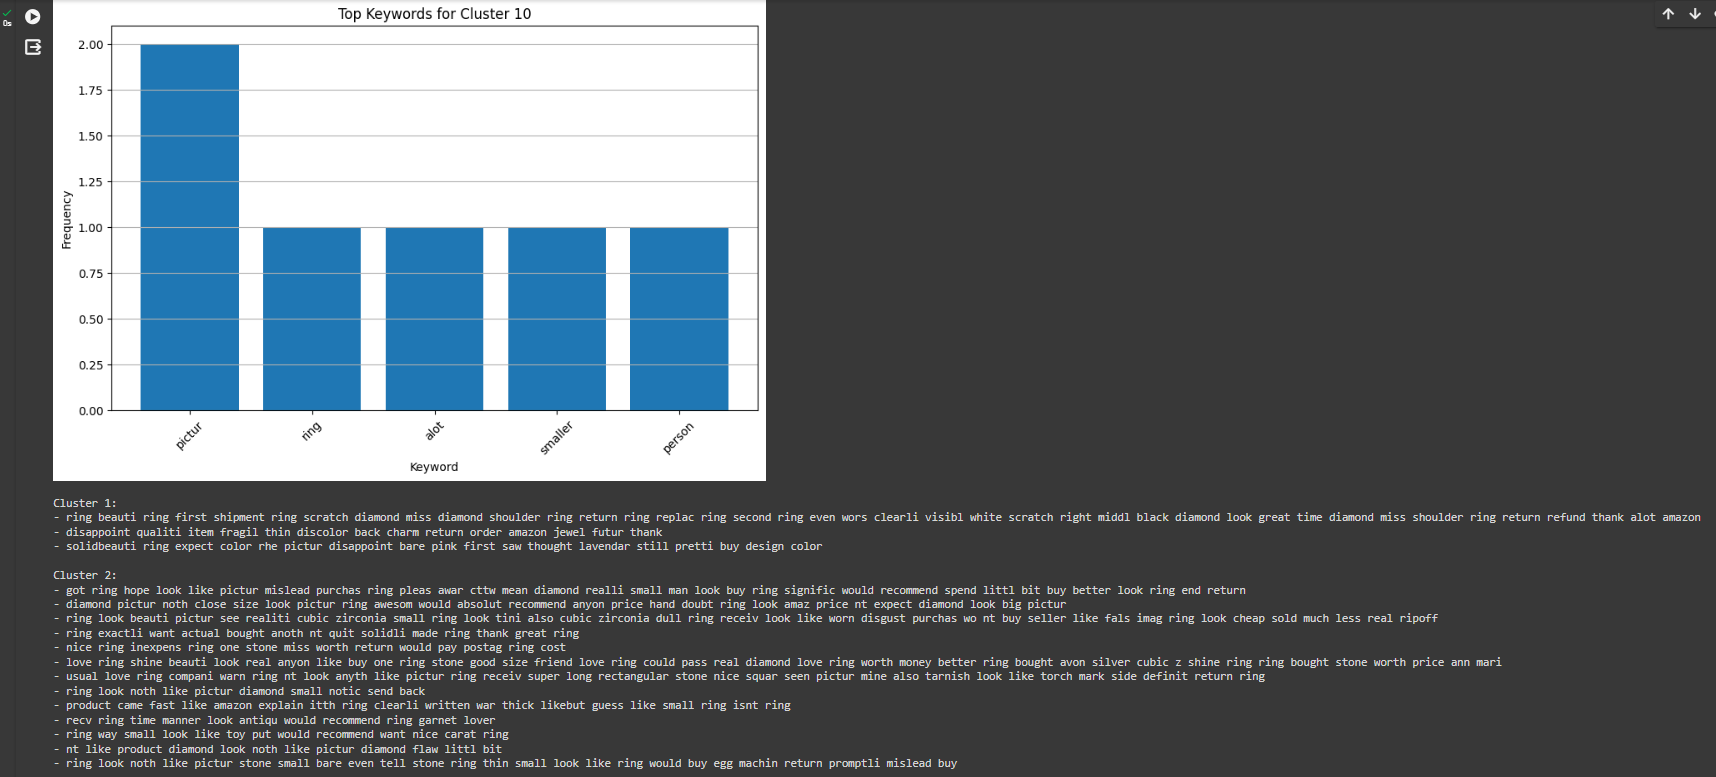 0s
Top Keywords for Cluster 10
2.00
1.75
1.50
1.25
1.00
0.75
0.50
0.25
0.00
Frequency
pictur ring alot smaller person
Keyword
Cluster 1:
- ring beauti ring first shipment ring scratch diamond miss diamond shoulder ring return ring replac ring second ring even wors clearli visibl white scratch right middl black diamond look great time diamond miss shoulder ring return refund thank alot amazon
- disappoint qualiti item fragil thin discolor back charm return order amazon jewel futur thank
- solidbeauti ring expect color rhe pictur disappoint bare pink first saw thought lavendar still pretti buy design color
Cluster 2:
- got ring hope look like pictur mislead purchas ring pleas awar cttw mean diamond realli small man look buy ring signific would recommend spend littl bit buy better look ring end return
- diamond pictur noth close size look pictur ring awesom would absolut recommend anyon price hand doubt ring look amaz price nt expect diamond look big pictur
- ring look beauti pictur see realiti cubic zirconia small ring look tini also cubic zirconia dull ring receiv look like worn disgust purchas wo nt buy seller like fals imag ring look cheap sold much less real ripoff
- ring exactli want actual bought anoth nt quit solidli made ring thank great ring
- nice ring inexpens ring one stone miss worth return would pay postag ring cost
- love ring shine beauti look real anyon like buy one ring stone good size friend love ring could pass real diamond love ring worth money better ring bought avon silver cubic z shine ring ring bought stone worth price ann mari
- usual love ring compani warn ring nt look anyth like pictur ring receiv super long rectangular stone nice squar seen pictur mine also tarnish look like torch mark side definit return ring
- ring look noth like pictur diamond small notic send back
- product came fast like amazon explain itth ring clearli written war thick likebut guess like small ring isnt ring
- recv ring time manner look antiqu would recommend ring garnet lover
- ring way small look like toy put would recommend want nice carat ring
- nt like product diamond look noth like pictur diamond flaw littl bit
- ring look noth like pictur stone small bare even tell stone ring thin small look like ring would buy egg machin return promptli mislead buy